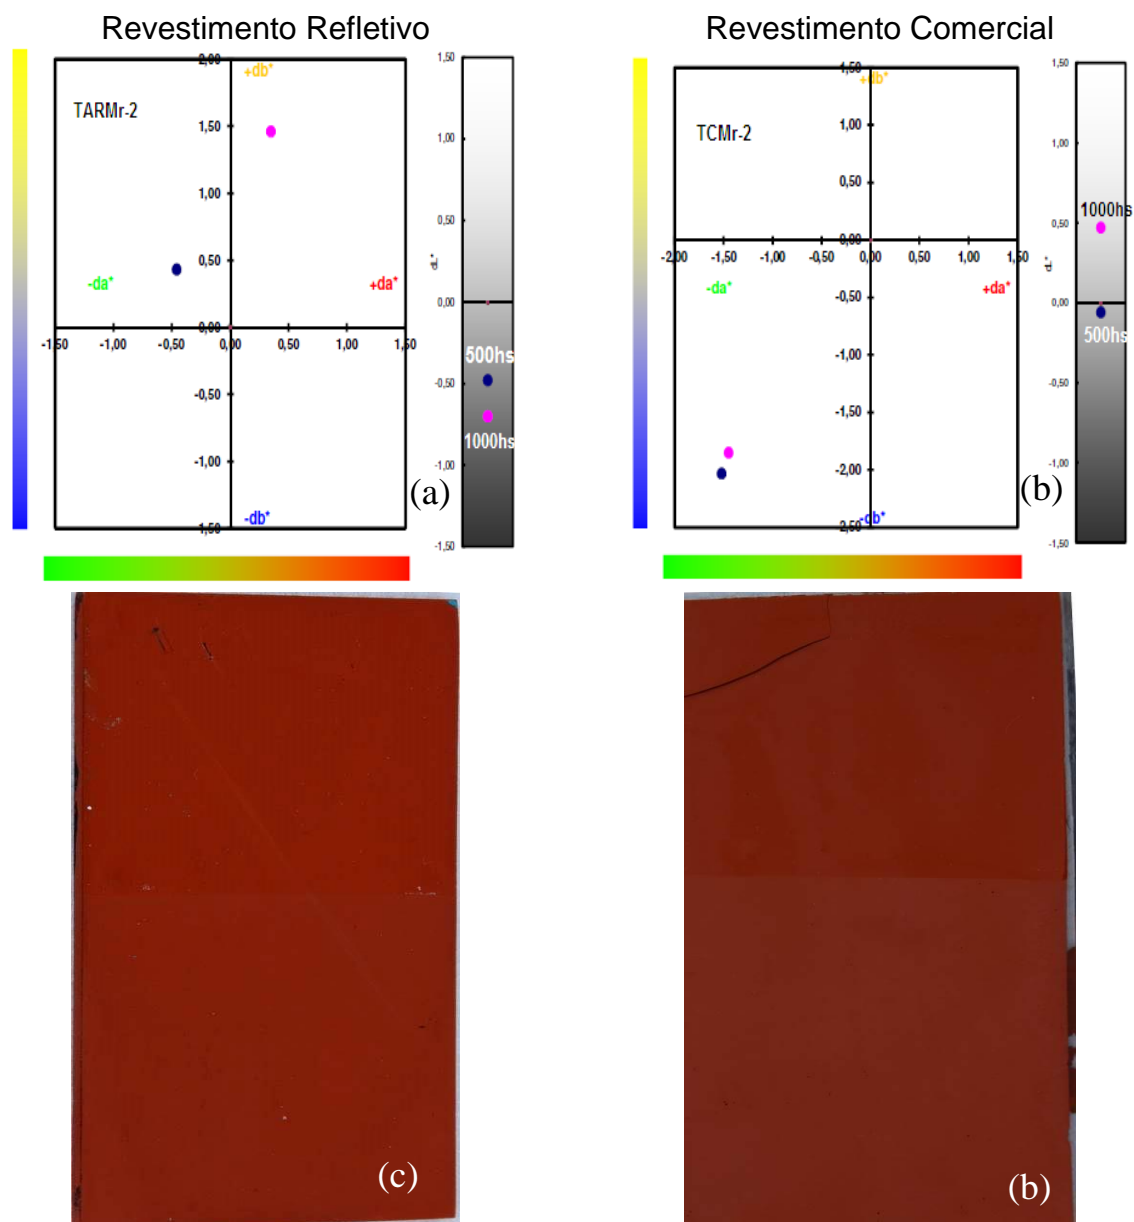 Revestimento Refletivo
2,00
+db*
TARMr-2
1,50
1,00
0,50
-da*
+da*
0,00
-1,50 -1,00 -0,50 0,00 0,50 1,00 1,50
-0,50
-1,00
-1,50
-db*
(a)
1,50
1,00
0,50
dL*
0,00
500hs
-0,50
1000hs
-1,00
-1,50
Revestimento Comercial
1,50
+db*
TCMr-2
1,00
0,50
0,00
-2,00 -1,50 -1,00 -0,50 0,00 0,50 1,00 1,50
-da*
+da*
-0,50
-1,00
-1,50
-2,00
-2,50
-db*
(b)
1,50
1,00
1000hs
0,50
dL*
0,00
500hs
-0,50
-1,00
-1,50
(c)
(b)